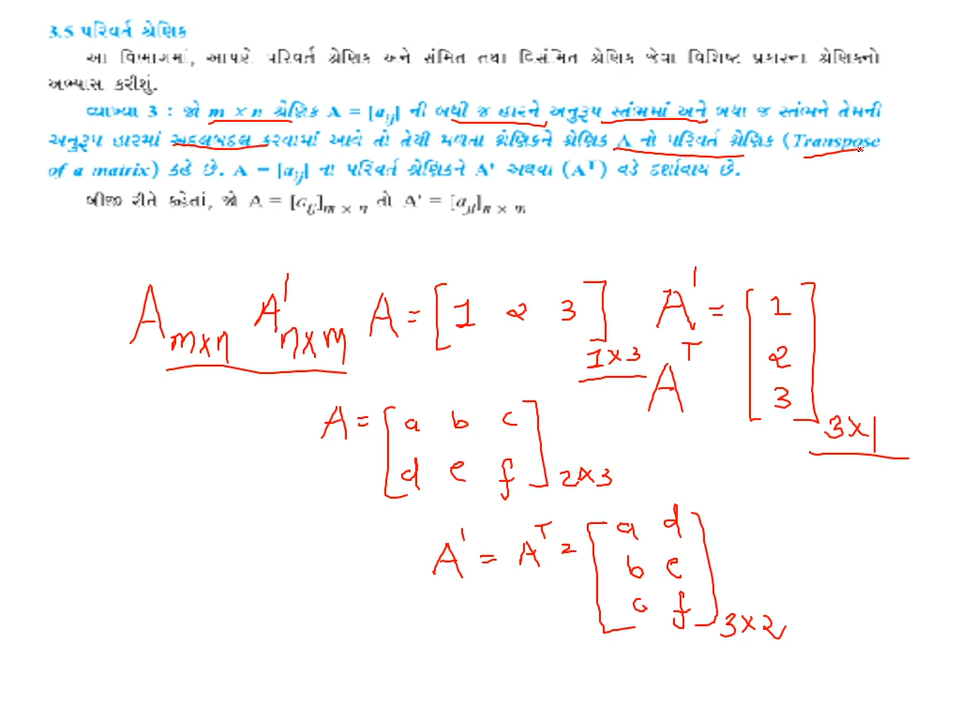 3.5 પરિવર્ત શ્રેણિક
આ વિભાગમાં, આપણે પરિવર્ત શ્રેણિક અને સંમિત તથા વિસંમિત શ્રેણિક જેવા વિશિષ્ટ પ્રકારના શ્રેણિકનો
અભ્યાસ કરીશું.
વ્યાખ્યા 3 : જો m × n શ્રેણિક A = [aij] ની બધી જ હારને અનુરૂપ સ્તંભમાં અને બધા જ સ્તંભને તેમની
અનુરૂપ હારમાં અદલબદલ કરવામાં આવે તો તેથી મળતા શ્રેણિકને શ્રેણિક A નો પરિવર્ત શ્રેણિક (Transpose
of a matrix) કહે છે. A = [aij] ના પરિવર્ત શ્રેણિકને A' અથવા (Aᵀ) વડે દર્શાવાય છે.
બીજી રીતે કહેતાં, જો A = [aij]m × n તો A' = [aji]n × m
A m×n A' n×m A = [1 2 3] 1×3 A' = [1
2
3] 3×1
Aᵀ
A = [a b c
d e f] 2×3
A' = Aᵀ = [a d
b e
c f] 3×2